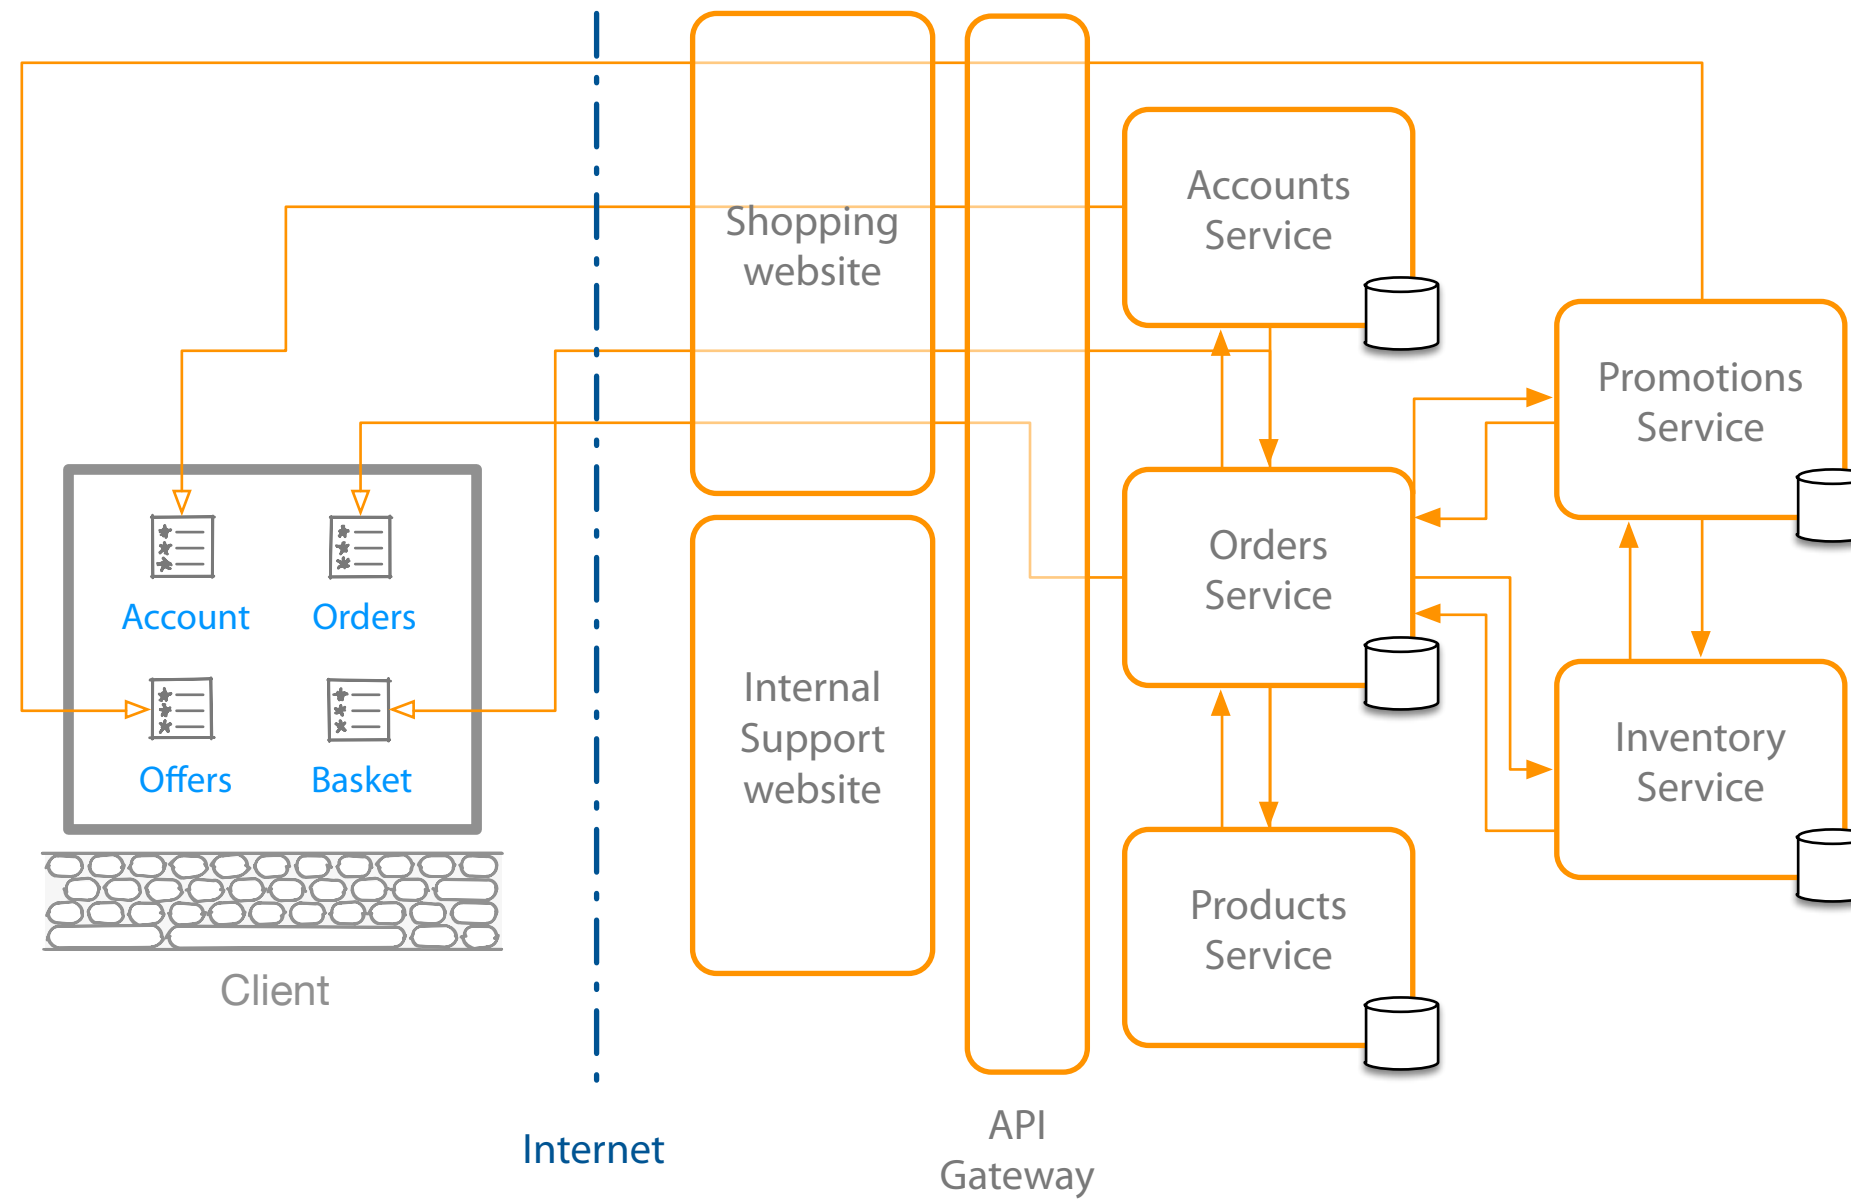 Accounts
Service
Shopping
website
Promotions
Service
Orders
Service
Account
Orders
Internal
Support
website
Inventory
Service
Offers
Basket
Products
Service
Client
Internet
API
Gateway